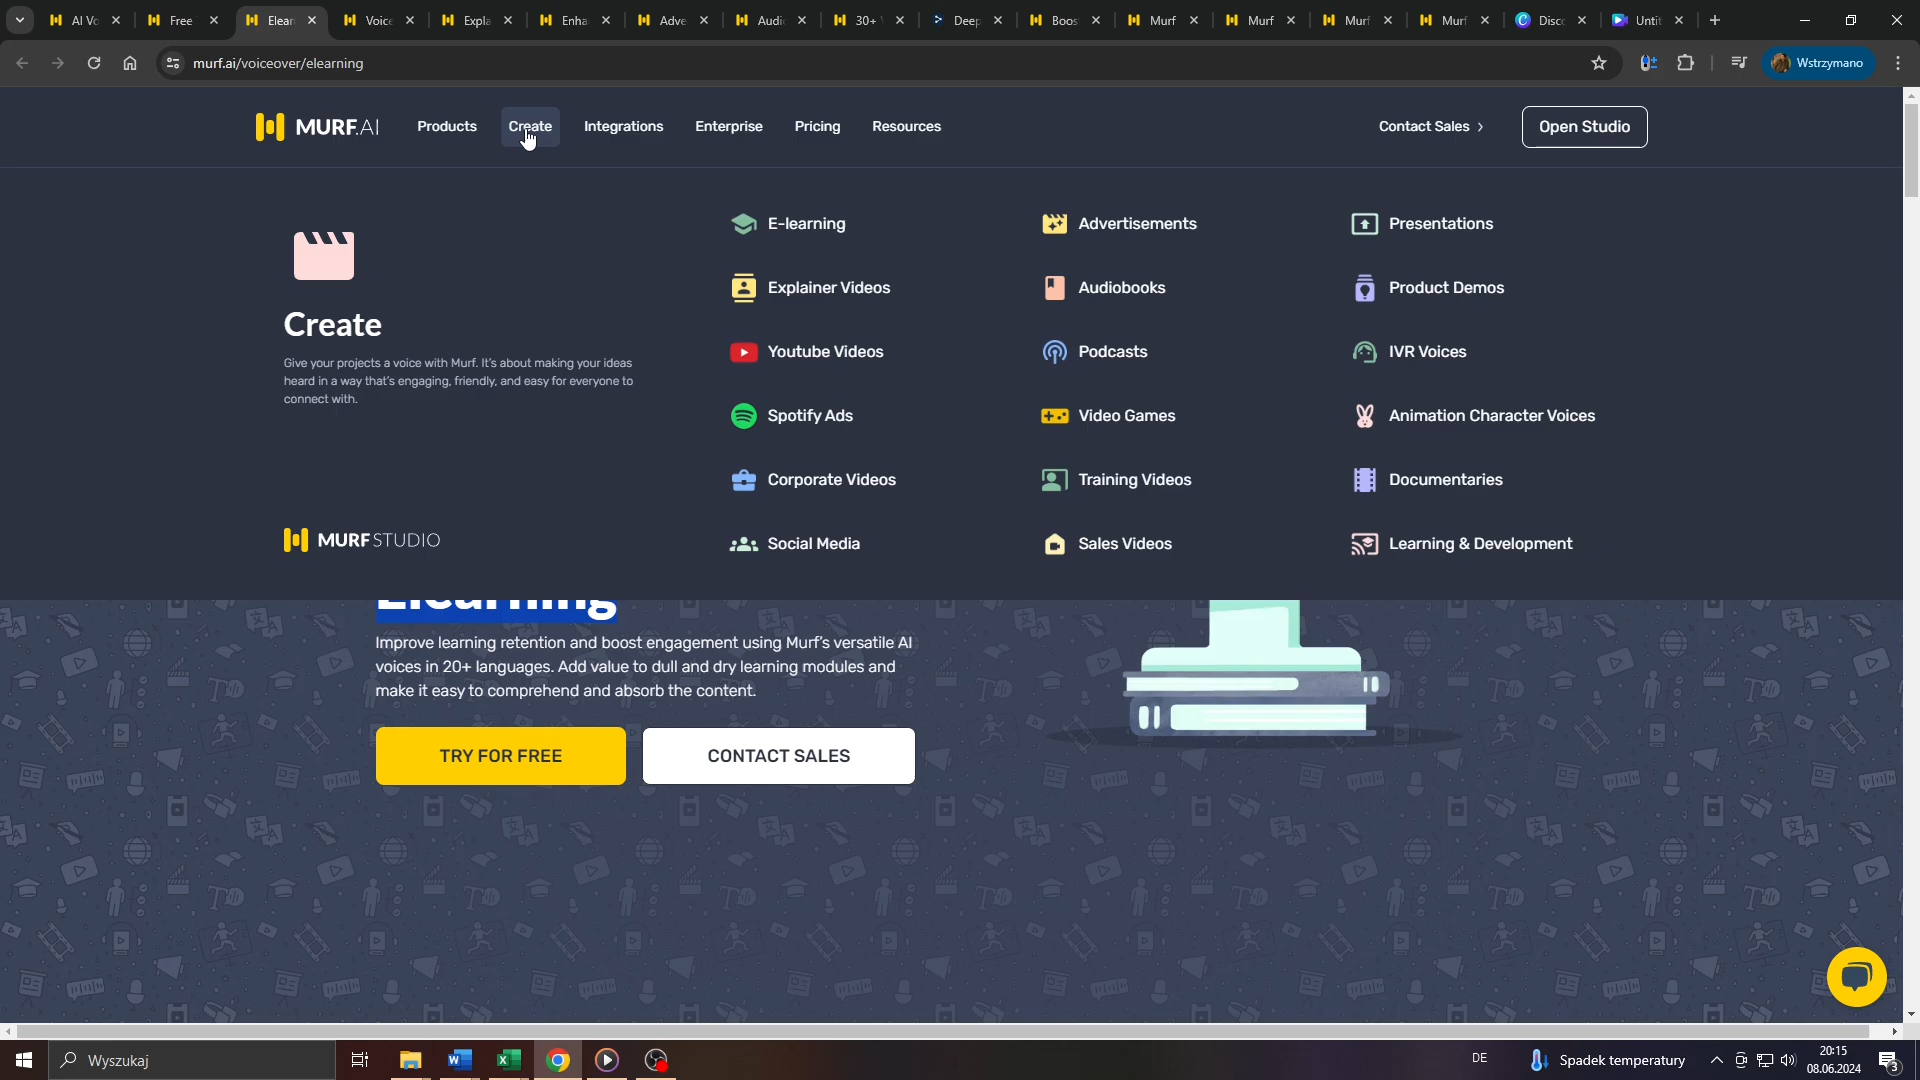 AI Vo
Free
Elear
Voice
Expla
Enha
Adve
Audic
30+
Deep
Boos
Murf
Murf
Murf
Murf
Disc
Untit
murf.ai/voiceover/elearning
Wstrzymano
MURF.AI
Products
Create
Integrations
Enterprise
Pricing
Resources
Contact Sales
Open Studio
Create
Give your projects a voice with Murf. It's about making your ideas
heard in a way that's engaging, friendly, and easy for everyone to
connect with.
MURFSTUDIO
E-learning
Advertisements
Presentations
Explainer Videos
Audiobooks
Product Demos
Youtube Videos
Podcasts
IVR Voices
Spotify Ads
Video Games
Animation Character Voices
Corporate Videos
Training Videos
Documentaries
Social Media
Sales Videos
Learning & Development
Elearning
Improve learning retention and boost engagement using Murf's versatile AI
voices in 20+ languages. Add value to dull and dry learning modules and
make it easy to comprehend and absorb the content.
TRY FOR FREE
CONTACT SALES
Wyszukaj
DE
Spadek temperatury
20:15
08.06.2024
3